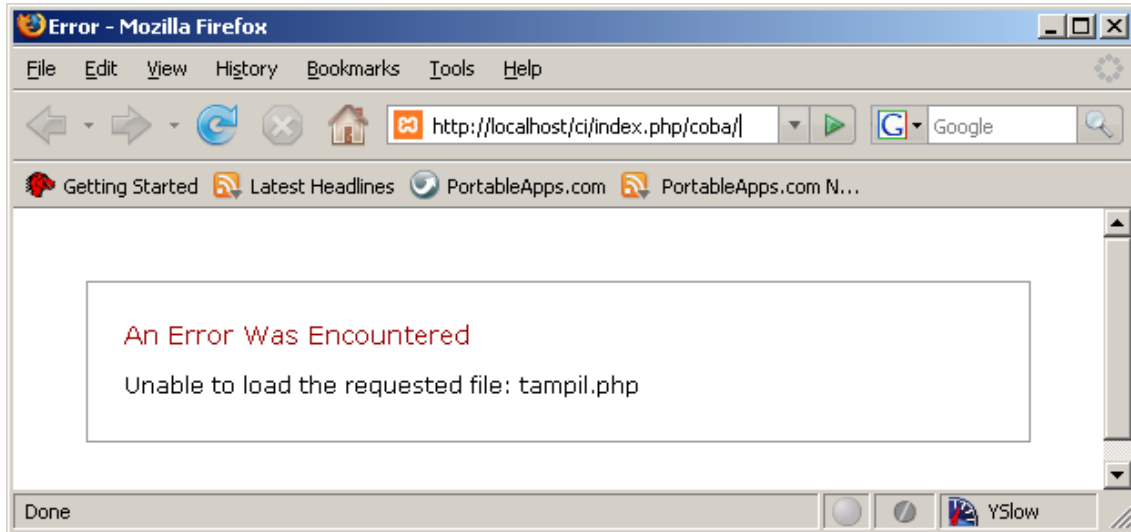 Error - Mozilla Firefox
File Edit View History Bookmarks Tools Help
http://localhost/ci/index.php/coba/
G Google
Getting Started Latest Headlines PortableApps.com PortableApps.com N...
An Error Was Encountered
Unable to load the requested file: tampil.php
Done YSlow